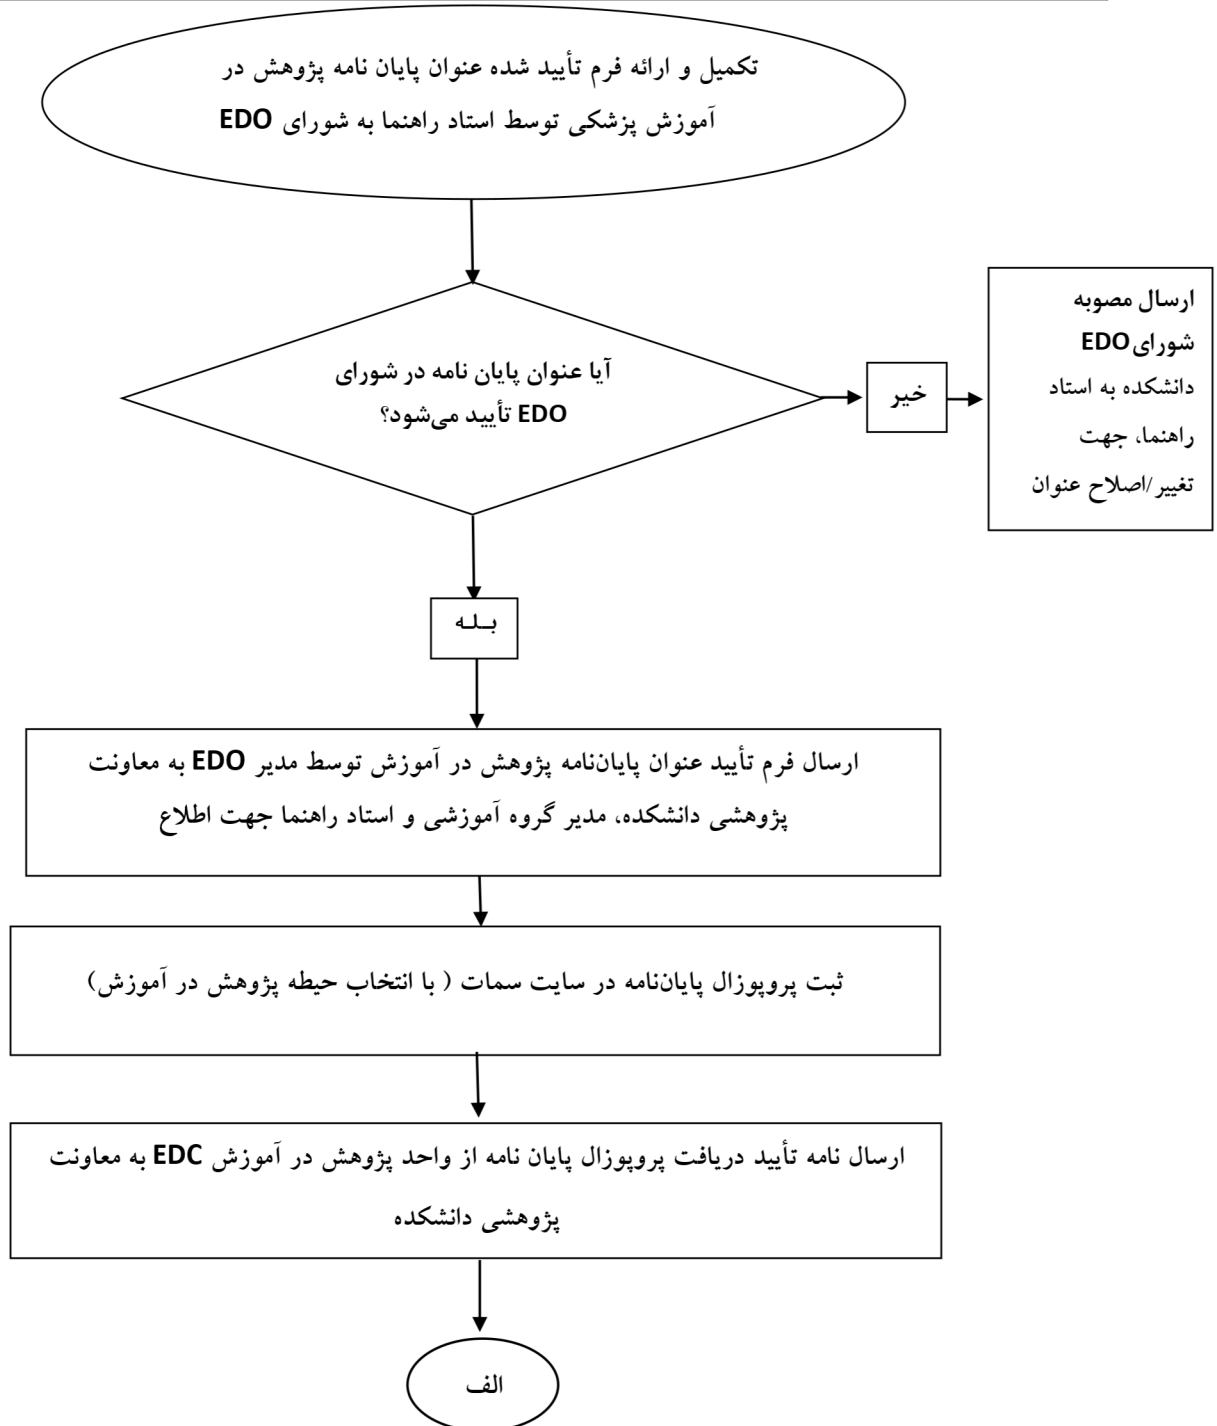 تکمیل و ارائه فرم تأیید شده عنوان پایان نامه پژوهش در
آموزش پزشکی توسط استاد راهنما به شورای EDO
آیا عنوان پایان نامه در شورای
EDO تأیید می‌شود؟
خیر
ارسال مصوبه
شورای EDO
دانشکده به استاد
راهنما، جهت
تغییر/اصلاح عنوان
بـلـه
ارسال فرم تأیید عنوان پایان‌نامه پژوهش در آموزش توسط مدیر EDO به معاونت
پژوهشی دانشکده، مدیر گروه آموزشی و استاد راهنما جهت اطلاع
ثبت پروپوزال پایان‌نامه در سایت سمات ( با انتخاب حیطه پژوهش در آموزش)
ارسال نامه تأیید دریافت پروپوزال پایان نامه از واحد پژوهش در آموزش EDC به معاونت
پژوهشی دانشکده
الف